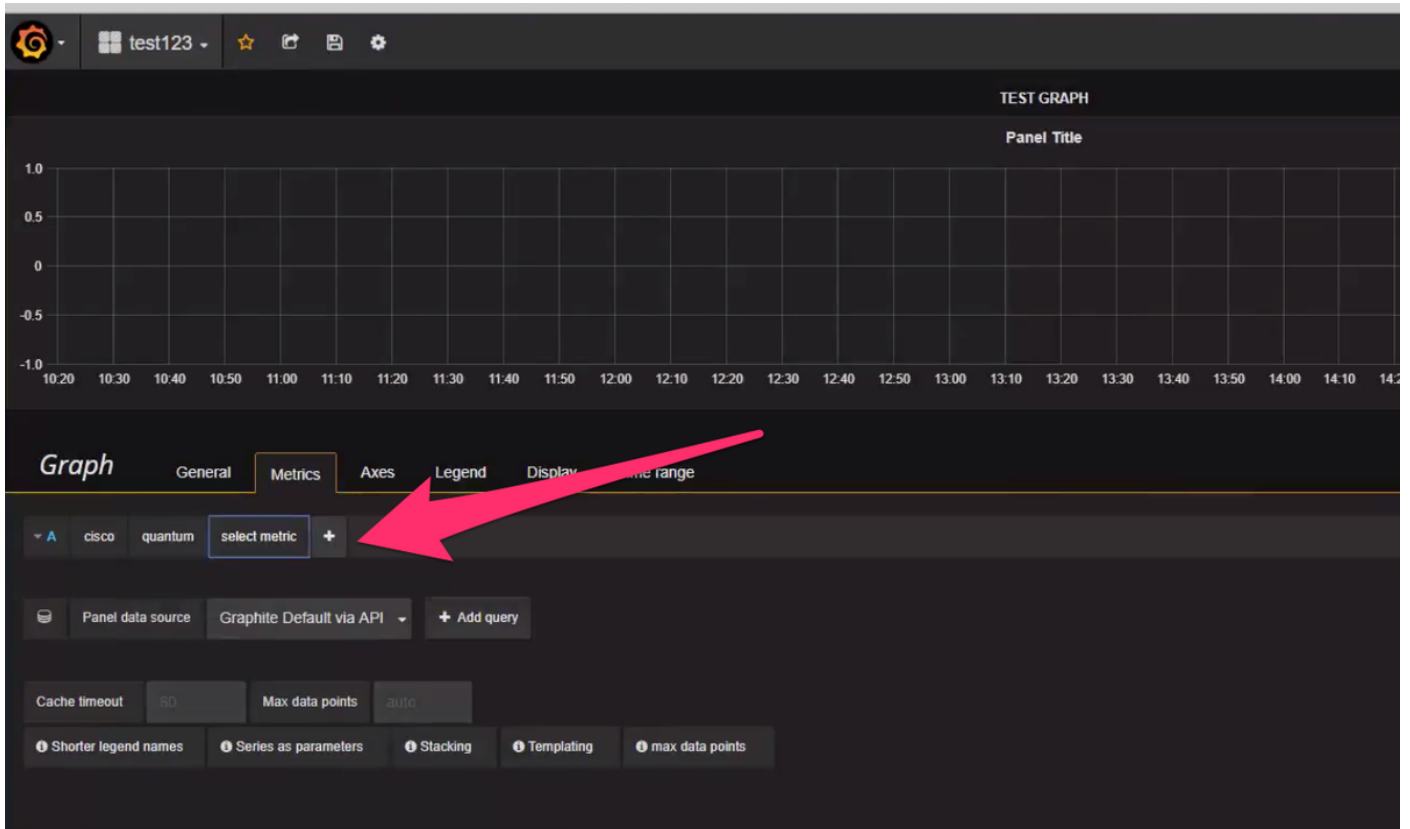 test123
TEST GRAPH
Panel Title
1.0
0.5
0
-0.5
-1.0
10:20 10:30 10:40 10:50 11:00 11:10 11:20 11:30 11:40 11:50 12:00 12:10 12:20 12:30 12:40 12:50 13:00 13:10 13:20 13:30 13:40 13:50 14:00 14:10 14:2
Graph General Metrics Axes Legend Display range
A cisco quantum select metric +
Panel data source Graphite Default via API + Add query
Cache timeout 60 Max data points auto
Shorter legend names Series as parameters Stacking Templating max data points